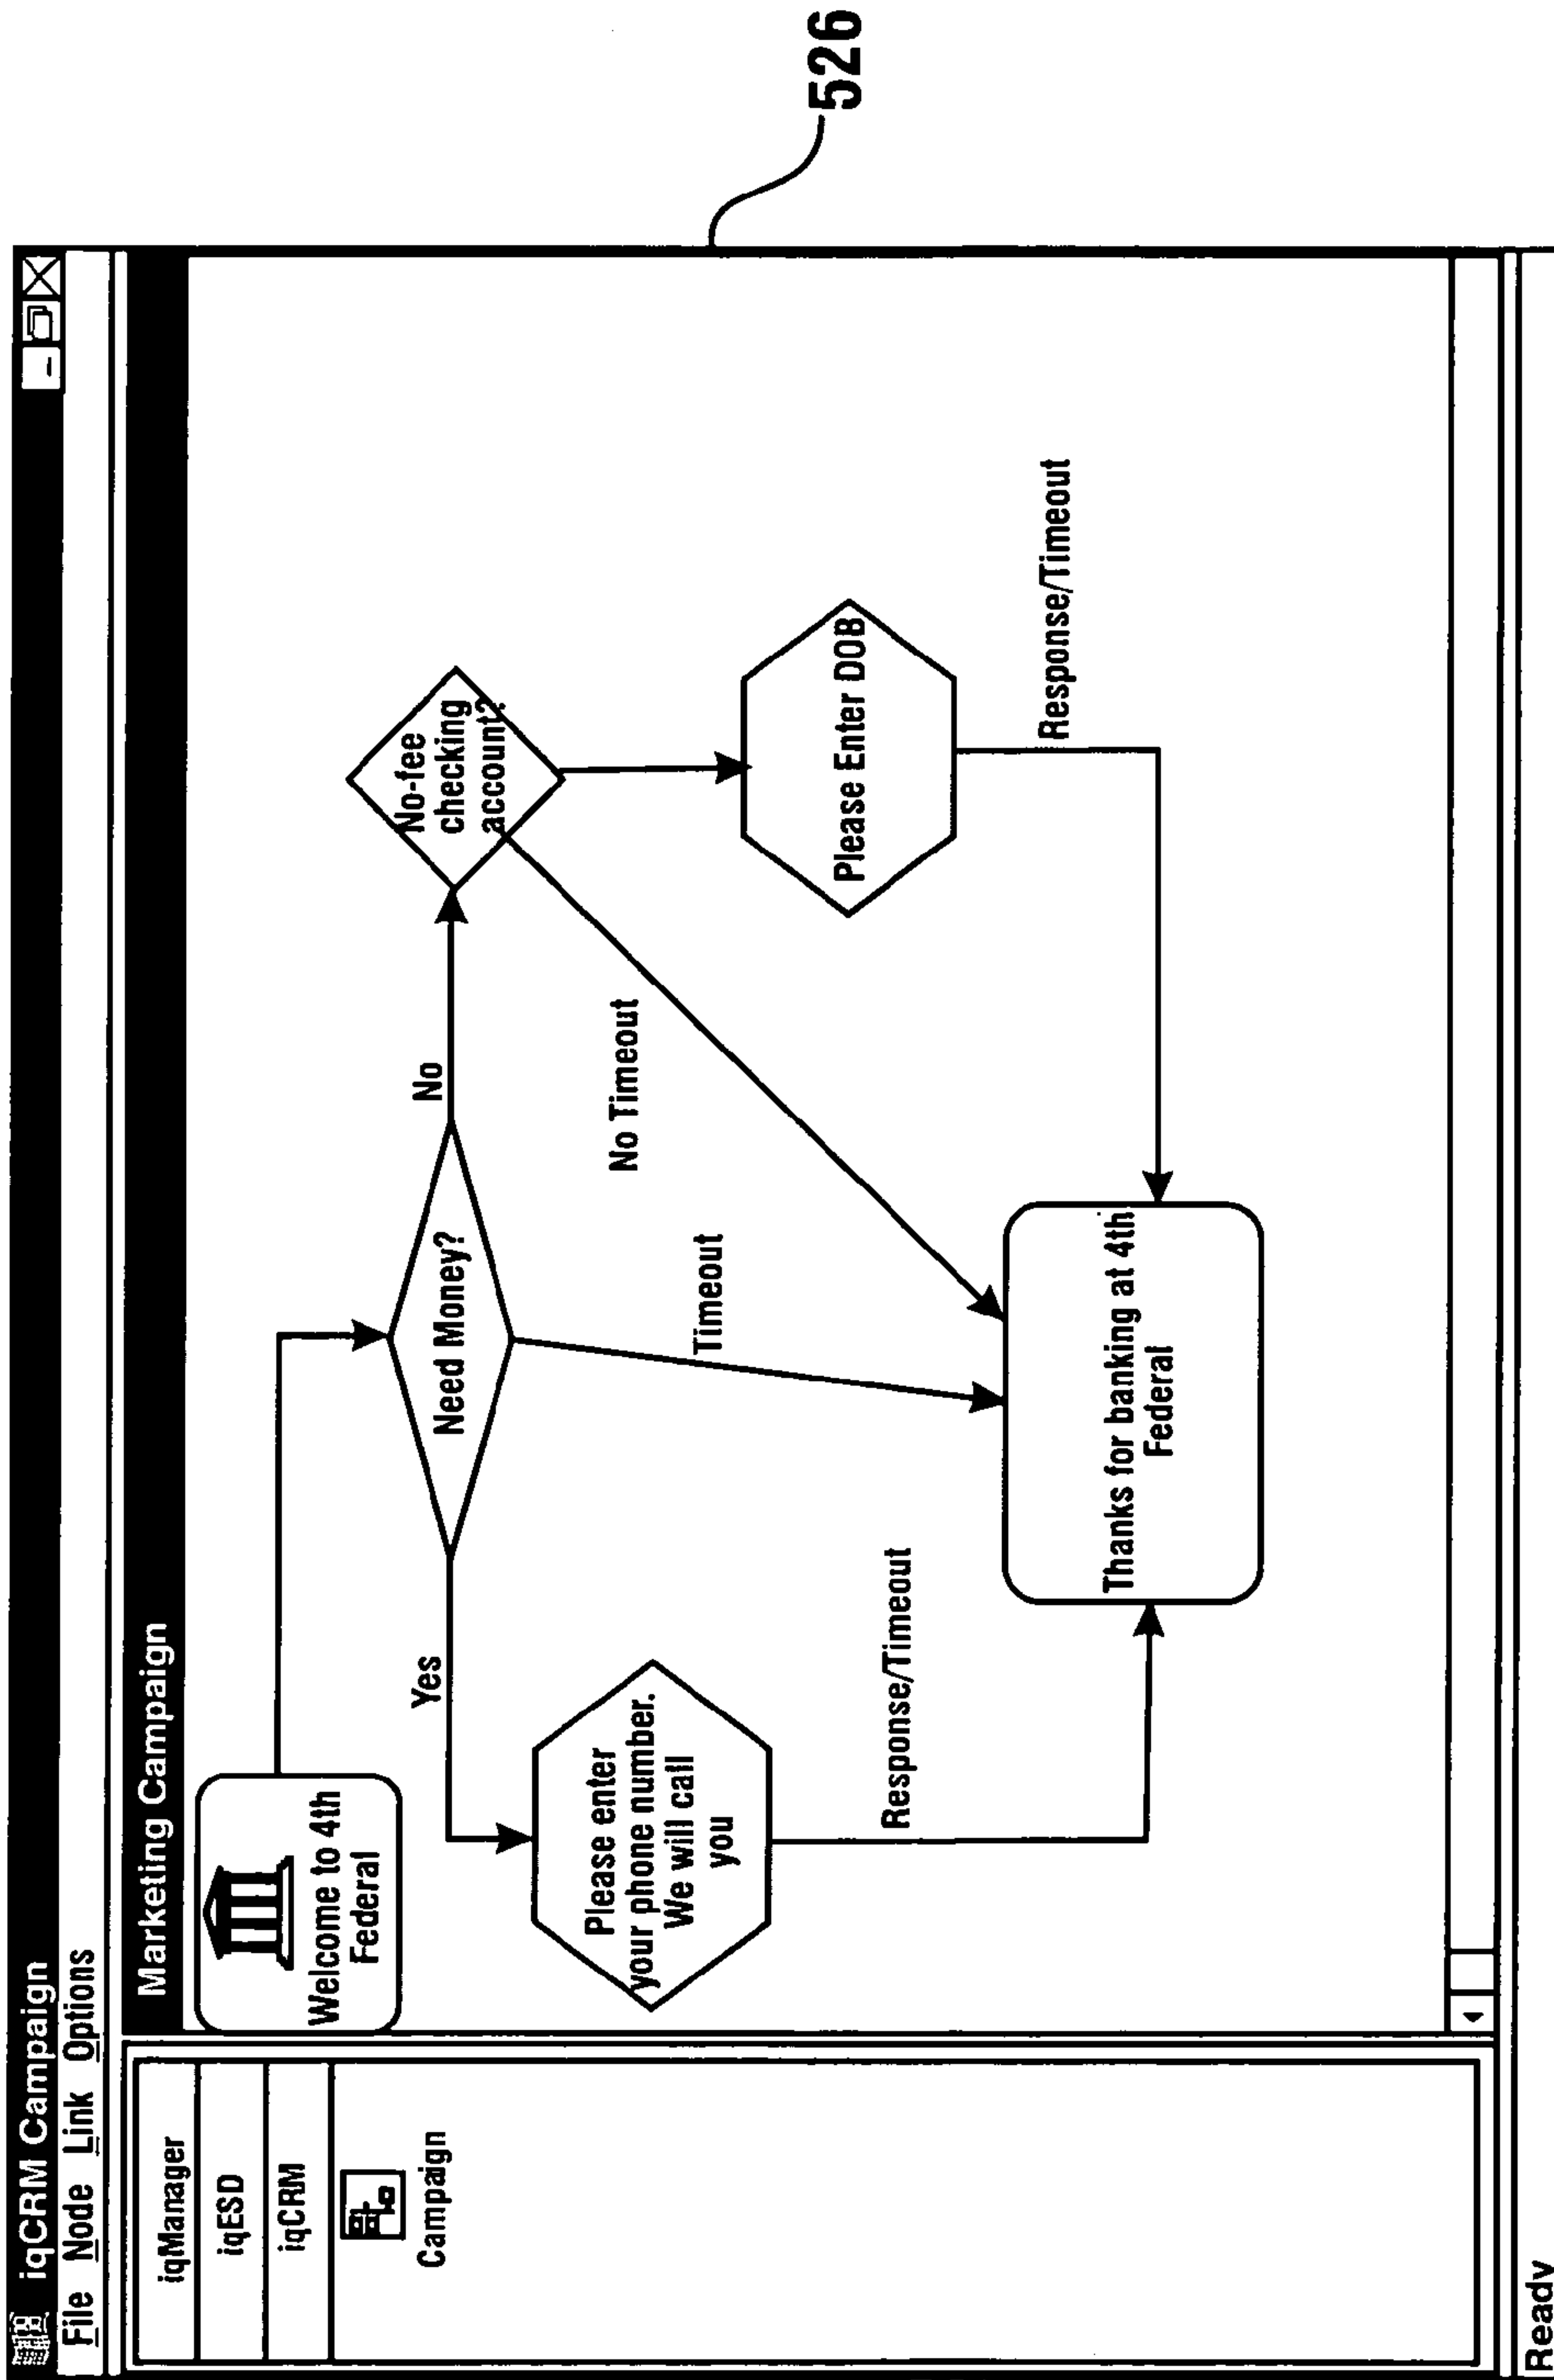 iqCRM Campaign
File Node Link Options
iqManager
iqESD
iqCRM
Campaign
Marketing Campaign
Welcome to 4th
Federal
Need Money?
Yes
No
No-fee
checking
account?
Please enter
your phone number.
We will call
you
Timeout
No Timeout
Please Enter DOB
Response/Timeout
Response/Timeout
Thanks for banking at 4th
Federal
Ready
526